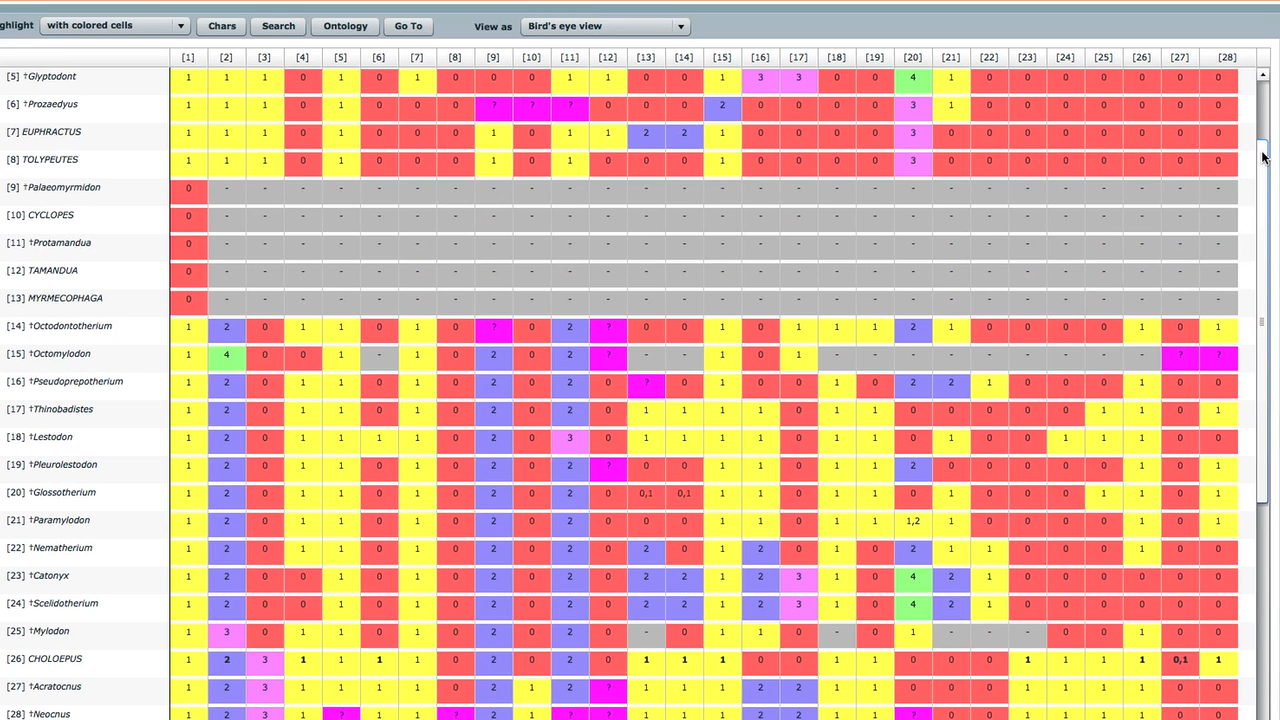 ghlight with colored cells Chars Search Ontology Go To View as Bird's eye view
[1] [2] [3] [4] [5] [6] [7] [8] [9] [10] [11] [12] [13] [14] [15] [16] [17] [18] [19] [20] [21] [22] [23] [24] [25] [26] [27] [28]
[5] †Glyptodont 1 1 1 0 1 0 1 0 0 0 1 1 0 0 1 3 3 0 0 4 1 0 0 0 0 0 0 0
[6] †Prozaedyus 1 1 1 0 1 0 0 0 ? ? ? 0 0 0 2 0 0 0 0 3 1 0 0 0 0 0 0 0
[7] EUPHRACTUS 1 1 1 0 1 0 0 0 1 0 1 1 2 2 1 0 0 0 0 3 0 0 0 0 0 0 0 0
[8] TOLYPEUTES 1 1 1 0 1 0 0 0 1 0 1 0 0 0 1 0 0 0 0 3 0 0 0 0 0 0 0 0
[9] †Palaeomyrmidon 0 - - - - - - - - - - - - - - - - - - - - - - - - - - -
[10] CYCLOPES 0 - - - - - - - - - - - - - - - - - - - - - - - - - - -
[11] †Protamandua 0 - - - - - - - - - - - - - - - - - - - - - - - - - - -
[12] TAMANDUA 0 - - - - - - - - - - - - - - - - - - - - - - - - - - -
[13] MYRMECOPHAGA 0 - - - - - - - - - - - - - - - - - - - - - - - - - - -
[14] †Octodontotherium 1 2 0 1 1 0 1 0 ? 0 2 ? 0 0 1 0 1 1 1 2 1 0 0 0 0 1 0 1
[15] †Octomylodon 1 4 0 0 1 - 1 0 2 0 2 ? - - 1 0 1 - - - - - - - - - ? ?
[16] †Pseudoprepotherium 1 2 0 1 1 0 1 0 2 0 2 0 ? 0 1 0 0 1 0 2 2 1 0 0 0 1 0 0
[17] †Thinobadistes 1 2 0 1 1 0 1 0 2 0 2 0 1 1 1 1 0 1 1 0 0 0 0 0 1 1 0 1
[18] †Lestodon 1 2 0 1 1 1 1 0 2 0 3 0 1 1 1 1 0 1 1 0 1 0 0 1 1 1 0 0
[19] †Pleurolestodon 1 2 0 1 1 0 1 0 2 0 2 ? 0 0 1 1 0 1 1 2 0 0 0 0 0 1 0 1
[20] †Glossotherium 1 2 0 1 1 0 1 0 2 0 2 0 0,1 0,1 1 1 0 1 1 0 1 0 0 0 1 1 0 1
[21] †Paramylodon 1 2 0 1 1 0 1 0 2 0 2 0 0 0 1 1 0 1 1 1,2 1 0 0 0 0 1 0 1
[22] †Nematherium 1 2 0 1 1 0 1 0 2 0 2 0 2 0 1 2 0 1 0 2 1 1 0 0 0 1 0 0
[23] †Catonyx 1 2 0 0 1 0 1 0 2 0 2 0 2 2 1 2 3 1 0 4 2 1 0 0 0 0 0 0
[24] †Scelidotherium 1 2 0 0 1 0 1 0 2 0 2 0 2 2 1 2 3 1 0 4 2 1 0 0 0 0 0 0
[25] †Mylodon 1 3 0 1 1 0 1 0 2 0 2 0 - 0 1 1 0 - 0 1 - - - 0 0 1 0 0
[26] CHOLOEPUS 1 2 3 1 1 1 1 0 2 0 2 0 1 1 1 0 0 1 1 0 0 0 1 1 1 1 0,1 1
[27] †Acratocnus 1 2 3 1 1 1 1 0 2 1 2 ? 1 1 1 2 2 1 1 0 0 0 1 1 1 1 0 0
[28] †Neocnus 1 2 3 1 ? 1 1 ? 2 1 ? ? 1 1 1 2 2 1 1 ? 0 0 1 1 1 1 0 0